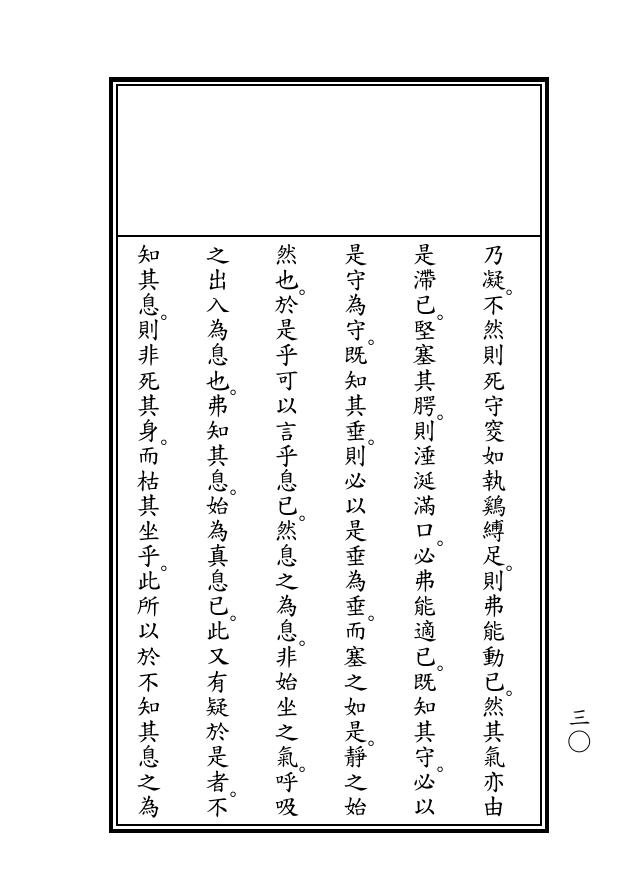 乃凝。不然則死守窔如執鷄縛足。則弗能動已。然其氣亦由
是滯已。堅塞其腭。則涶涎滿口。必弗能適已。既知其守。必以
是守為守。既知其垂。則必以是垂為垂。而塞之如是。靜之始
然也。於是乎可以言乎息已。然息之為息。非始坐之氣。呼吸
之出入為息也。弗知其息。始為真息已。此又有疑於是者。不
知其息。則非死其身。而枯其坐乎。此所以於不知其息之為
三〇